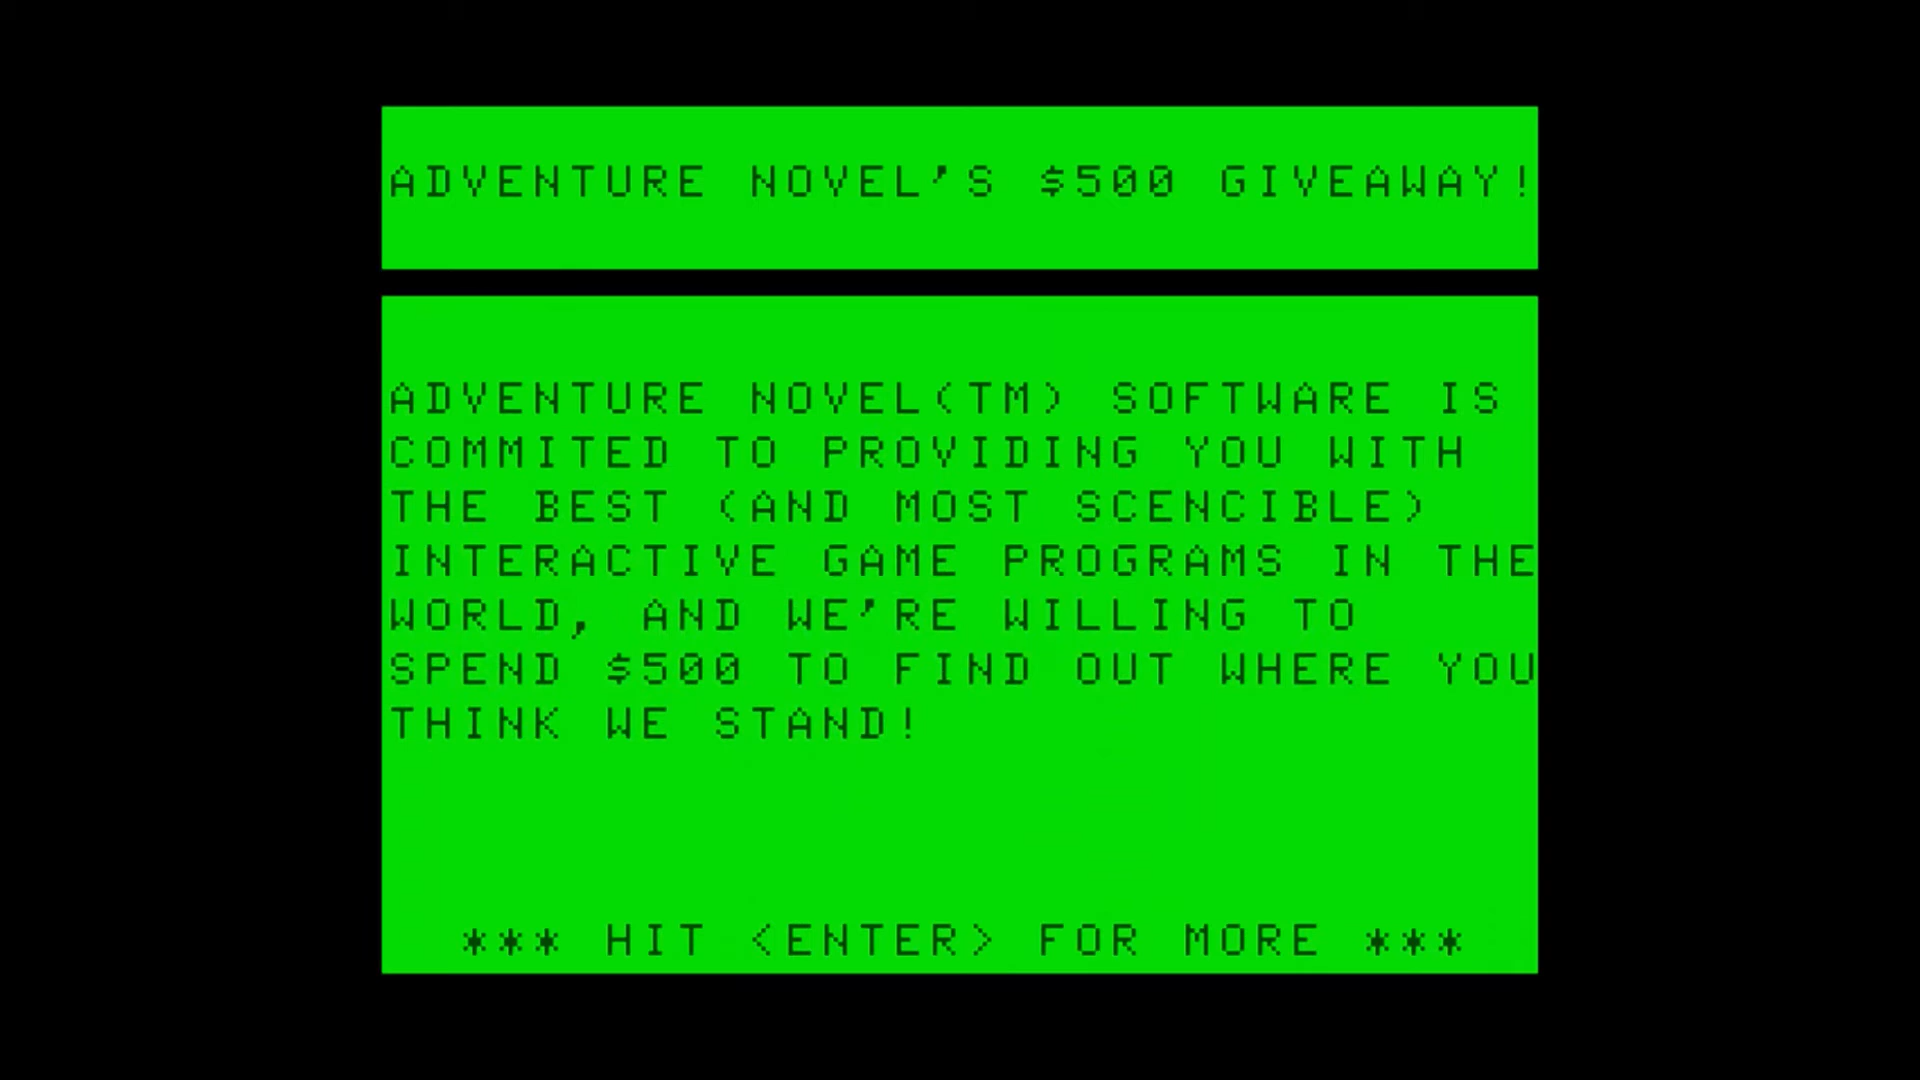 ADVENTURE NOVEL'S $500 GIVEAWAY!
ADVENTURE NOVEL(TM) SOFTWARE IS
COMMITED TO PROVIDING YOU WITH
THE BEST (AND MOST SCENCIBLE)
INTERACTIVE GAME PROGRAMS IN THE
WORLD, AND WE'RE WILLING TO
SPEND $500 TO FIND OUT WHERE YOU
THINK WE STAND!
*** HIT <ENTER> FOR MORE ***